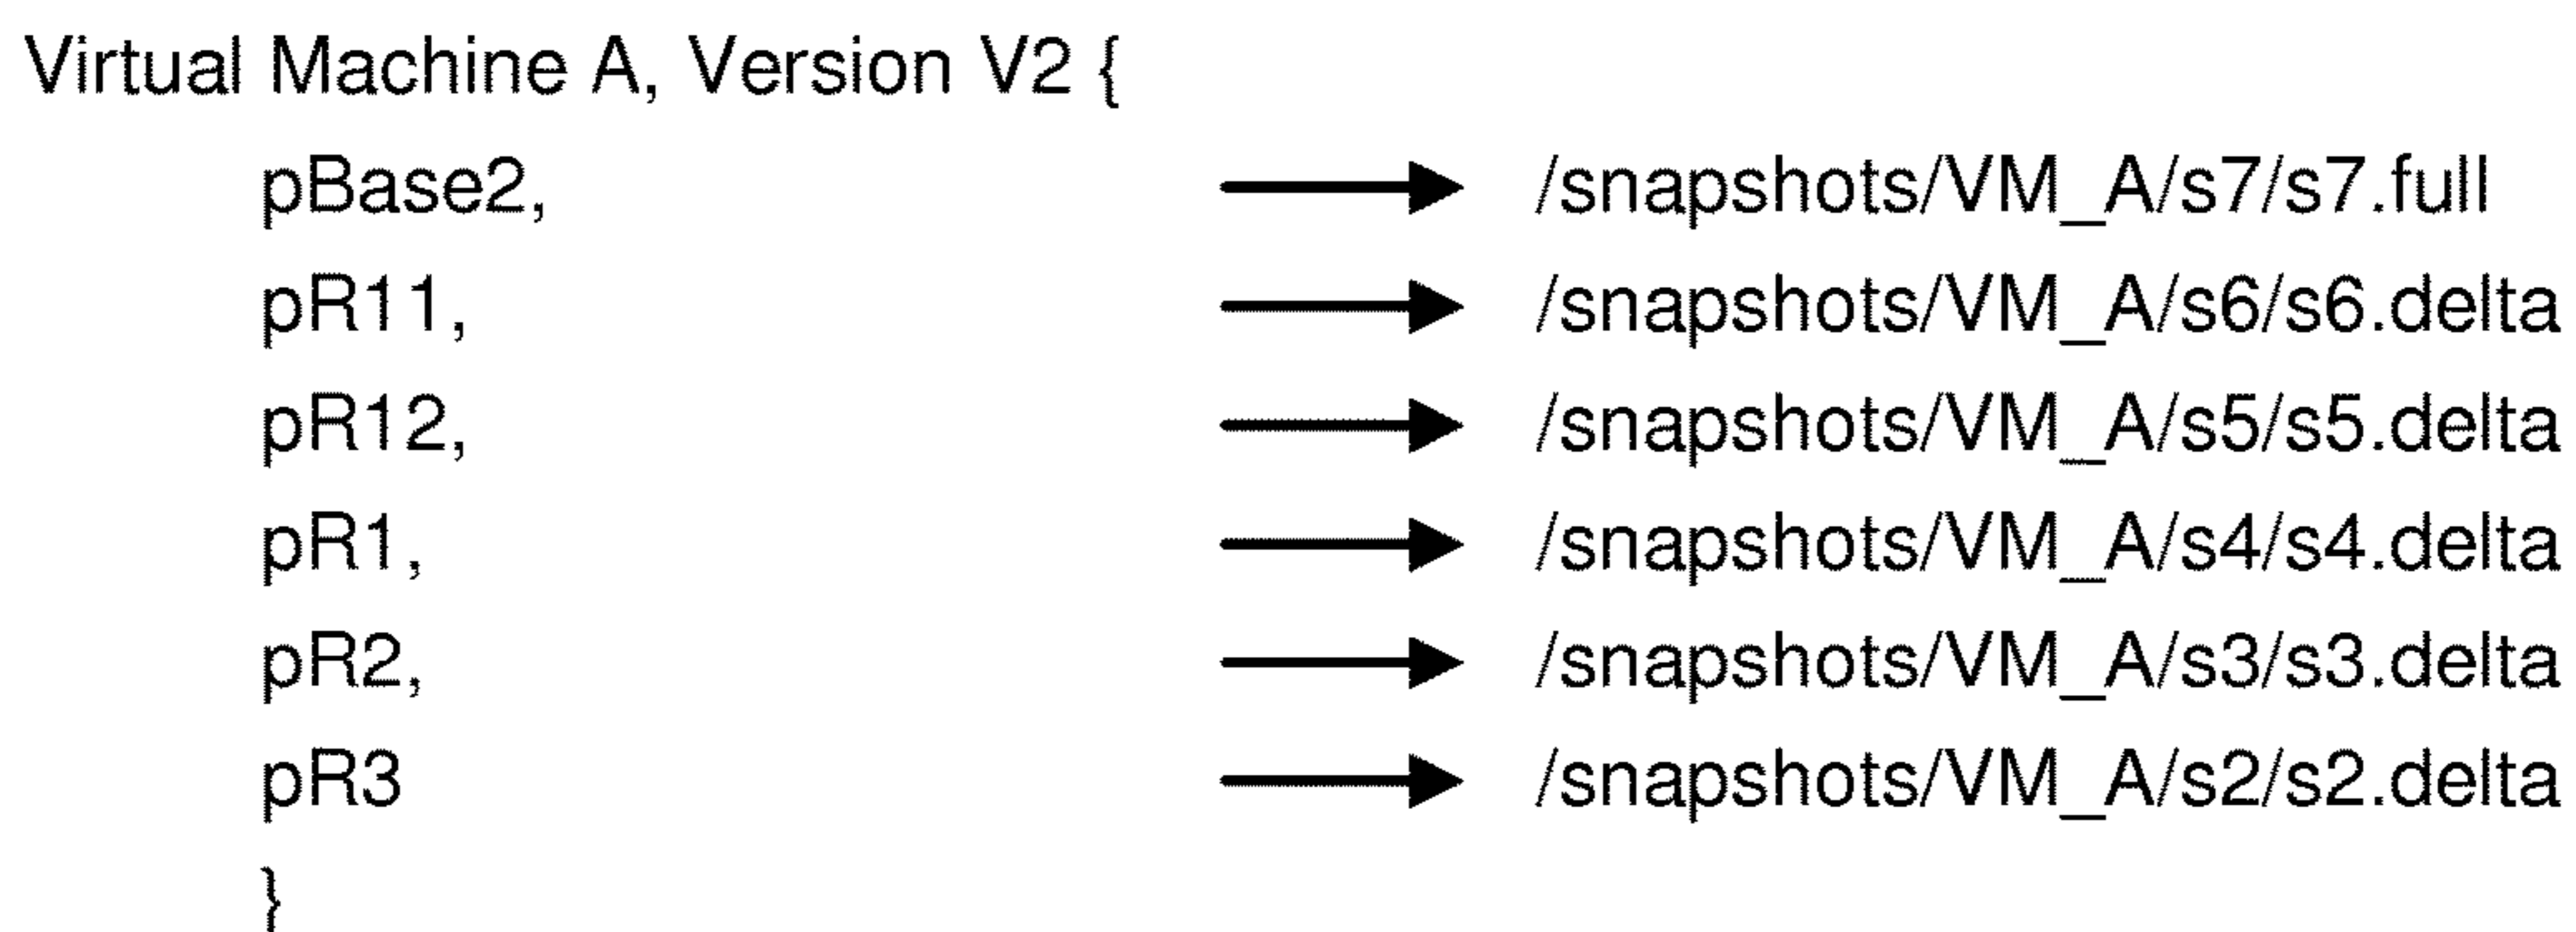 Virtual Machine A, Version V2 {
pBase2, /snapshots/VM_A/s7/s7.full
pR11, /snapshots/VM_A/s6/s6.delta
pR12, /snapshots/VM_A/s5/s5.delta
pR1, /snapshots/VM_A/s4/s4.delta
pR2, /snapshots/VM_A/s3/s3.delta
pR3 /snapshots/VM_A/s2/s2.delta
}